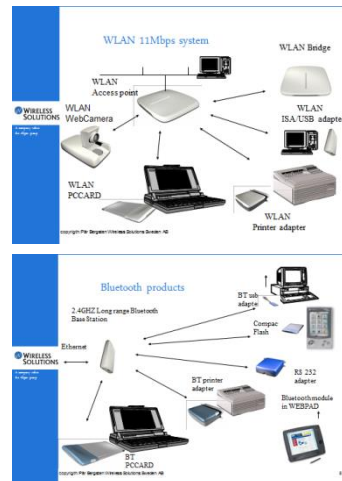 WLAN 11Mbps system
WLAN Bridge
WLAN
Access point
WIRELESS
SOLUTIONS
WLAN
WebCamera
WLAN
ISA/USB adapte
WLAN
PCCARD
WLAN
Printer adapter
copyright Pär Bergsten Wireless Solutions Sweden AB
Bluetooth products
2.4GHZ Long range Bluetooth
Base Station
BT usb
adapte
Compac
Flash
Ethernet
WIRELESS
SOLUTIONS
RS 232
adapter
BT printer
adapter
Bluetooth module
in WEBPAD
BT
PCCARD
copyright Pär Bergsten Wireless Solutions Sweden AB